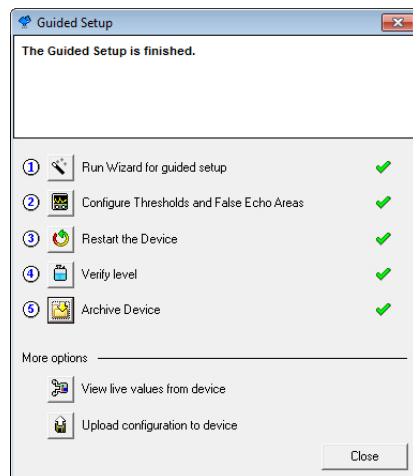 Guided Setup
The Guided Setup is finished.
1 Run Wizard for guided setup
2 Configure Thresholds and False Echo Areas
3 Restart the Device
4 Verify level
5 Archive Device
More options
View live values from device
Upload configuration to device
Close